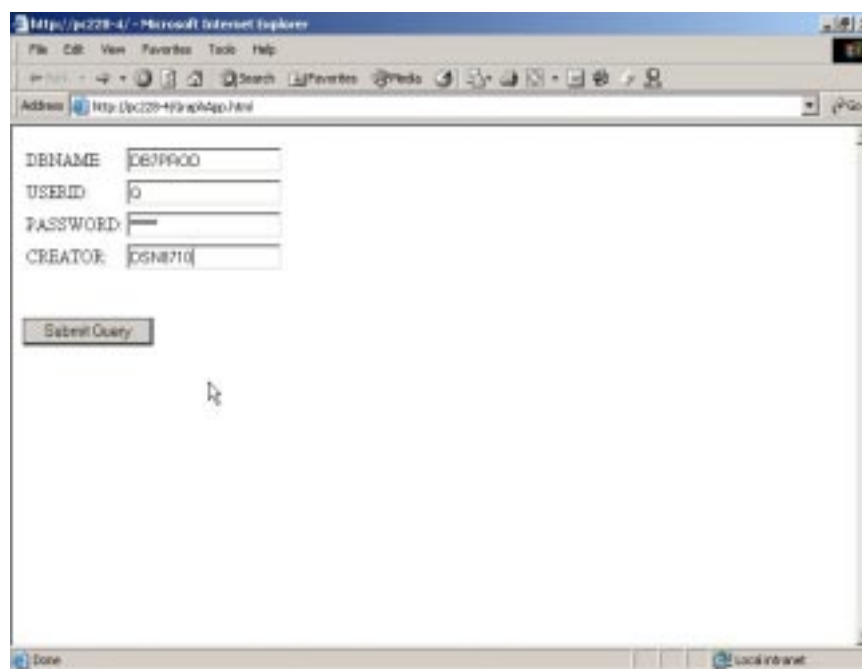 http://pc228-4/ - Microsoft Internet Explorer
File Edit View Favorites Tools Help
Search Favorites Media
Address http://pc228-4/GraphApp.html Go
DBNAME DB7PROD
USERID Q
PASSWORD
CREATOR DSN8710
Submit Query
Done Local intranet